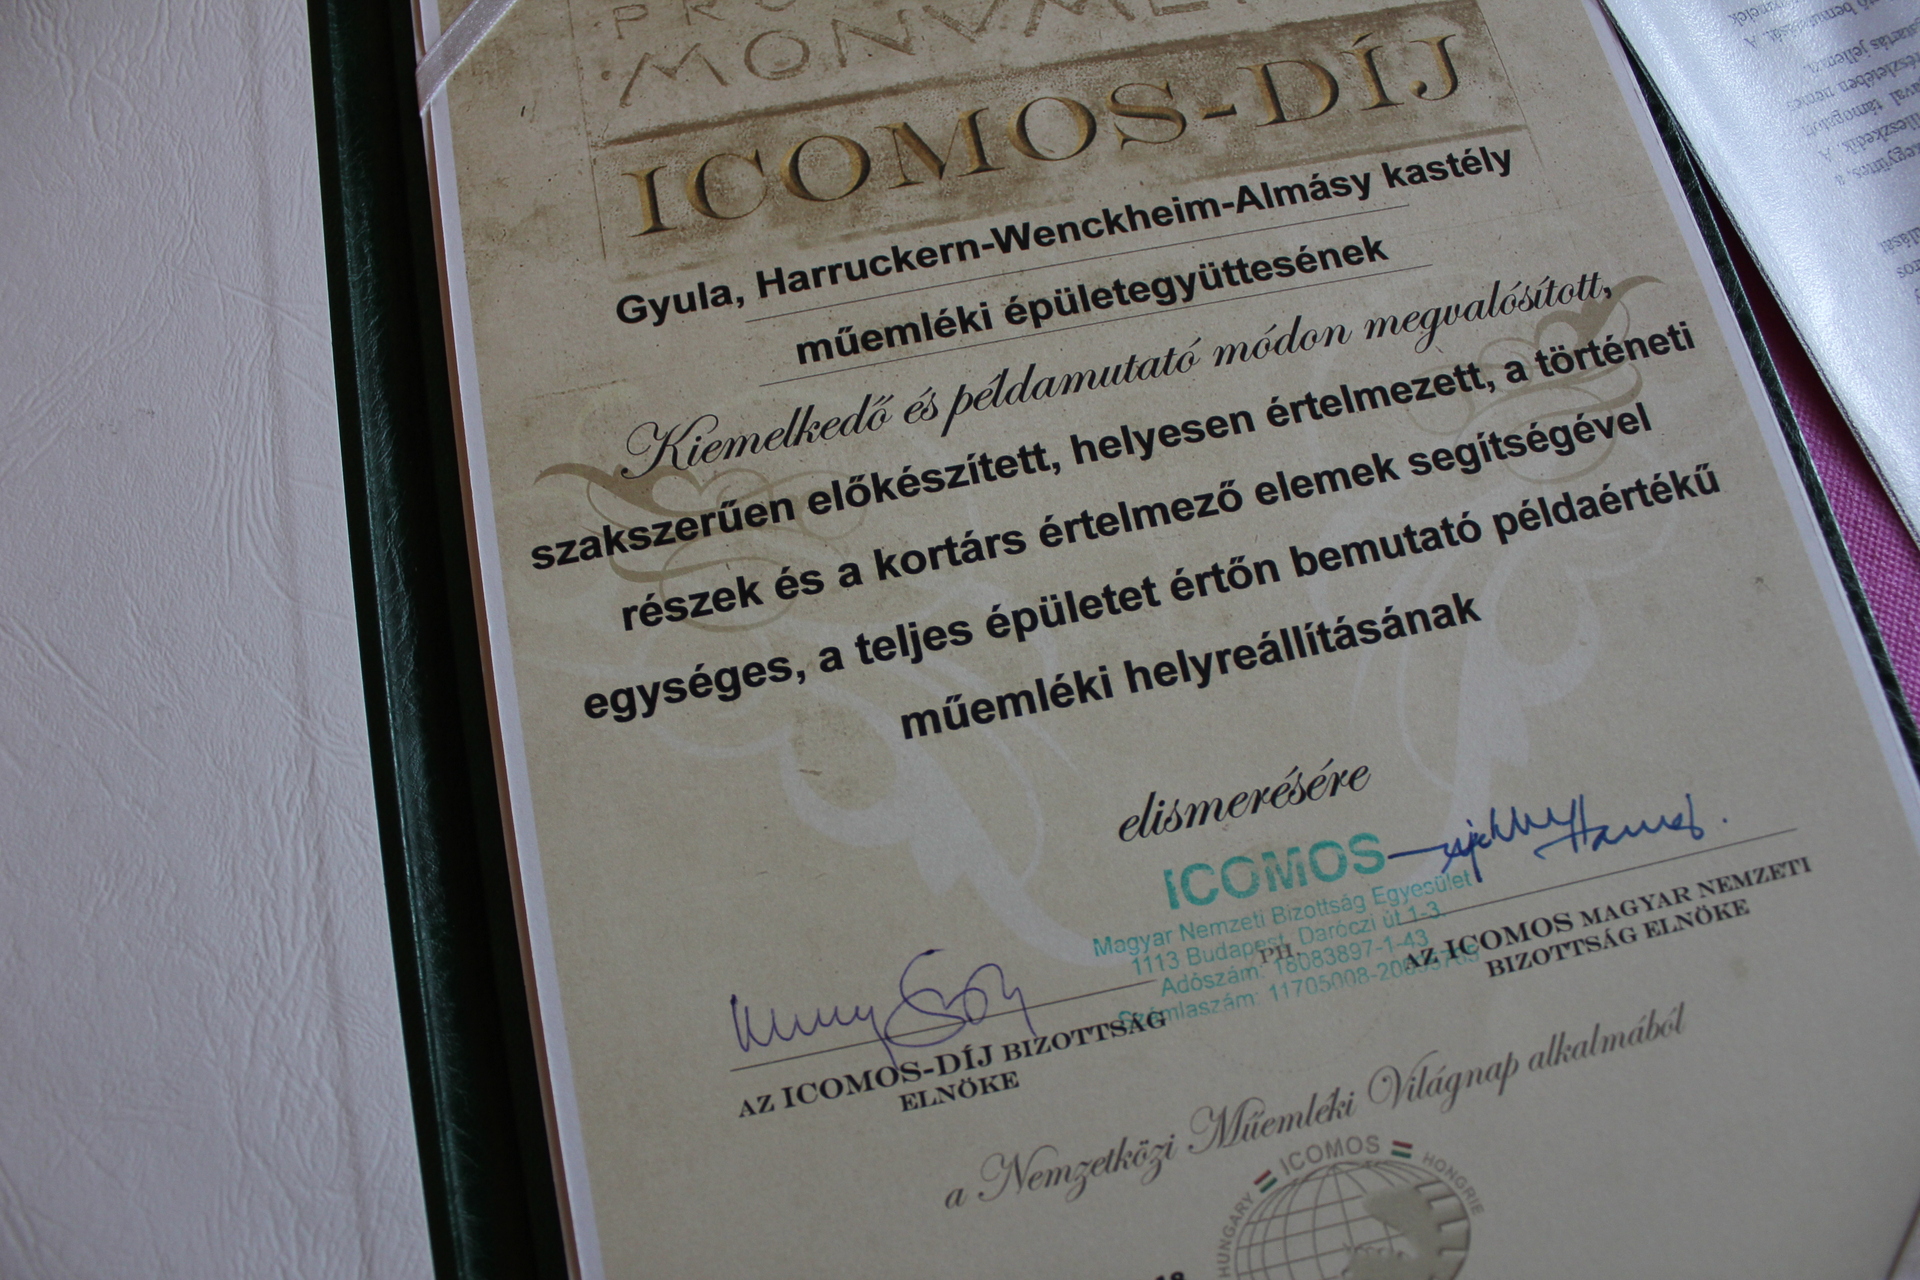 MONVME
ICOMOS-DÍJ
Gyula, Harruckern-Wenckheim-Almásy kastély
műemléki épületegyüttesének
Kiemelkedő és példamutató módon megvalósított,
szakszerűen előkészített, helyesen értelmezett, a történeti
részek és a kortárs értelmező elemek segítségével
egységes, a teljes épületet értőn bemutató példaértékű
műemléki helyreállításának
elismerésére
ICOMOS
Magyar Nemzeti Bizottság Egyesület
1113 Budapest, Daróczi út 1-3.
PH.
Adószám: 18083897-1-43
Számlaszám:
AZ ICOMOS MAGYAR NEMZETI
BIZOTTSÁG ELNÖKE
AZ ICOMOS-DÍJ BIZOTTSÁG
ELNÖKE
a Nemzetközi Műemléki Világnap alkalmából
HUNGARY ICOMOS HONGRIE